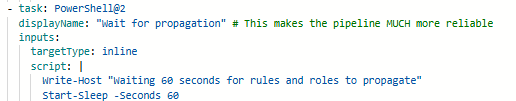 - task: PowerShell@2
displayName: "Wait for propagation" # This makes the pipeline MUCH more reliable
inputs:
targetType: inline
script: |
Write-Host "Waiting 60 seconds for rules and roles to propagate"
Start-Sleep -Seconds 60